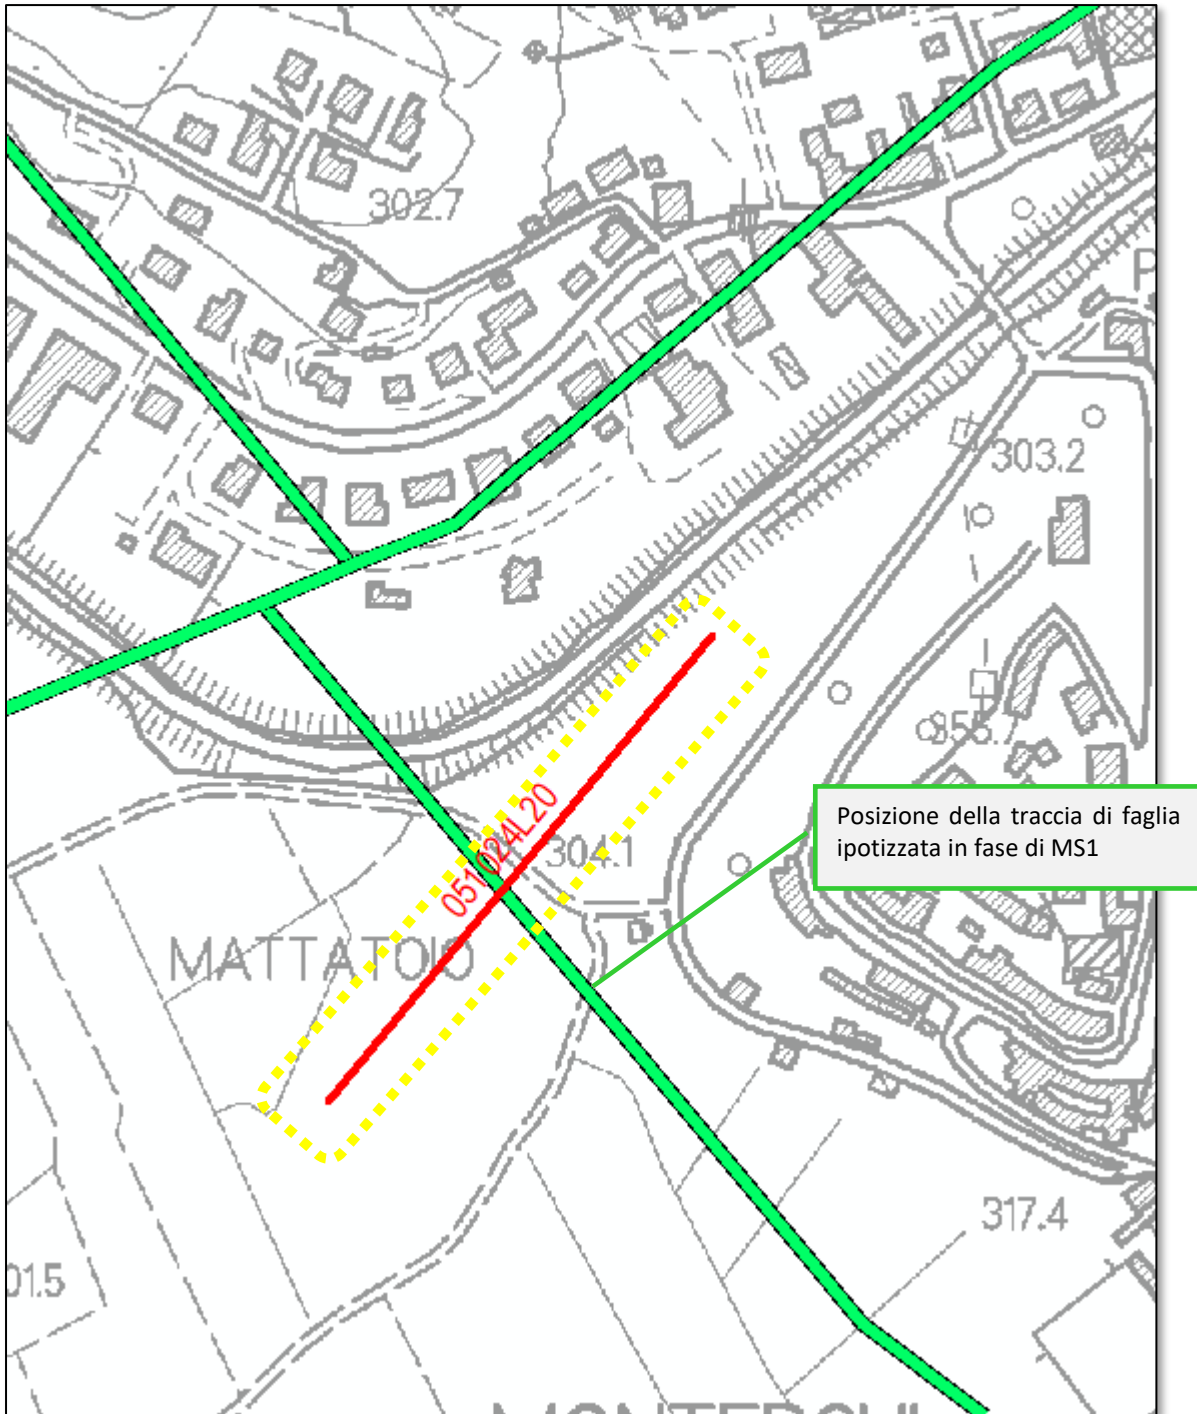 302.7
P
303.2
355.7
Posizione della traccia di faglia
ipotizzata in fase di MS1
051024L20
304.1
MATTATOIO
317.4
01.5
MONTERCHI